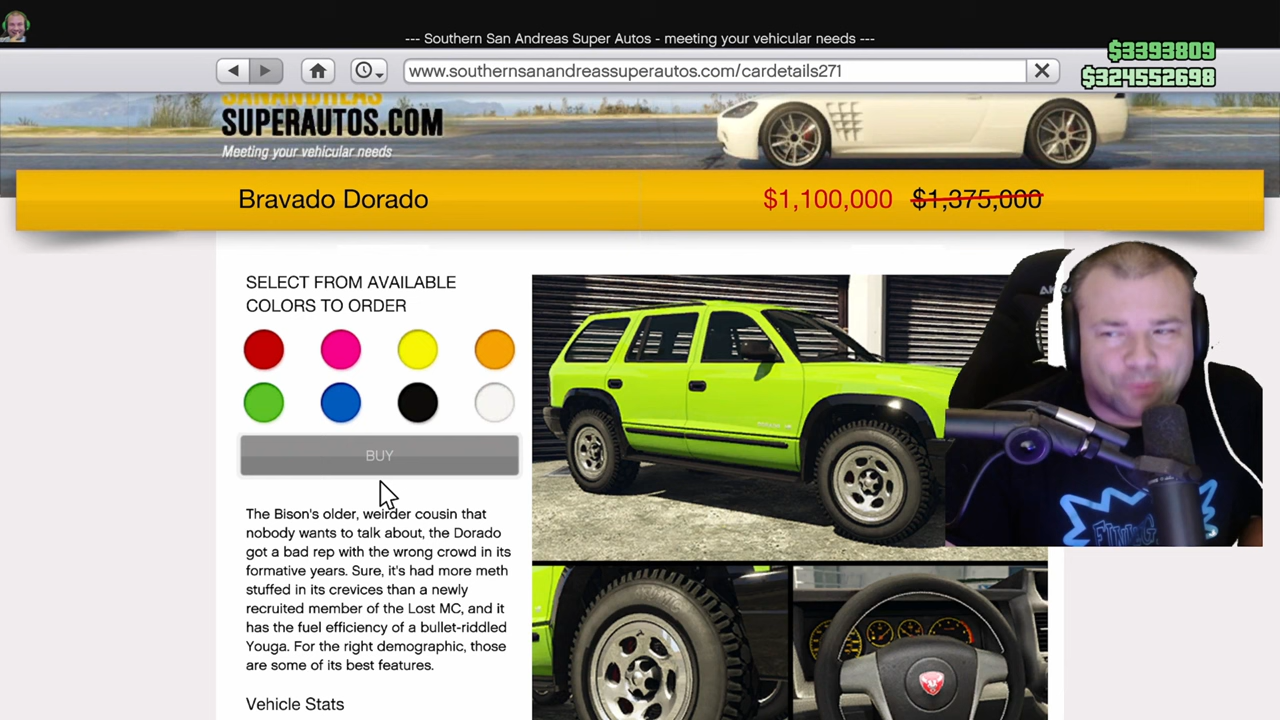 --- Southern San Andreas Super Autos - meeting your vehicular needs ---
$3393809
$324552698
www.southernsanandreassuperautos.com/cardetails271
SANANDREAS
SUPERAUTOS.COM
Meeting your vehicular needs
Bravado Dorado
$1,100,000 $1,375,000
SELECT FROM AVAILABLE
COLORS TO ORDER
BUY
The Bison's older, weirder cousin that
nobody wants to talk about, the Dorado
got a bad rep with the wrong crowd in its
formative years. Sure, it's had more meth
stuffed in its crevices than a newly
recruited member of the Lost MC, and it
has the fuel efficiency of a bullet-riddled
Youga. For the right demographic, those
are some of its best features.
Vehicle Stats